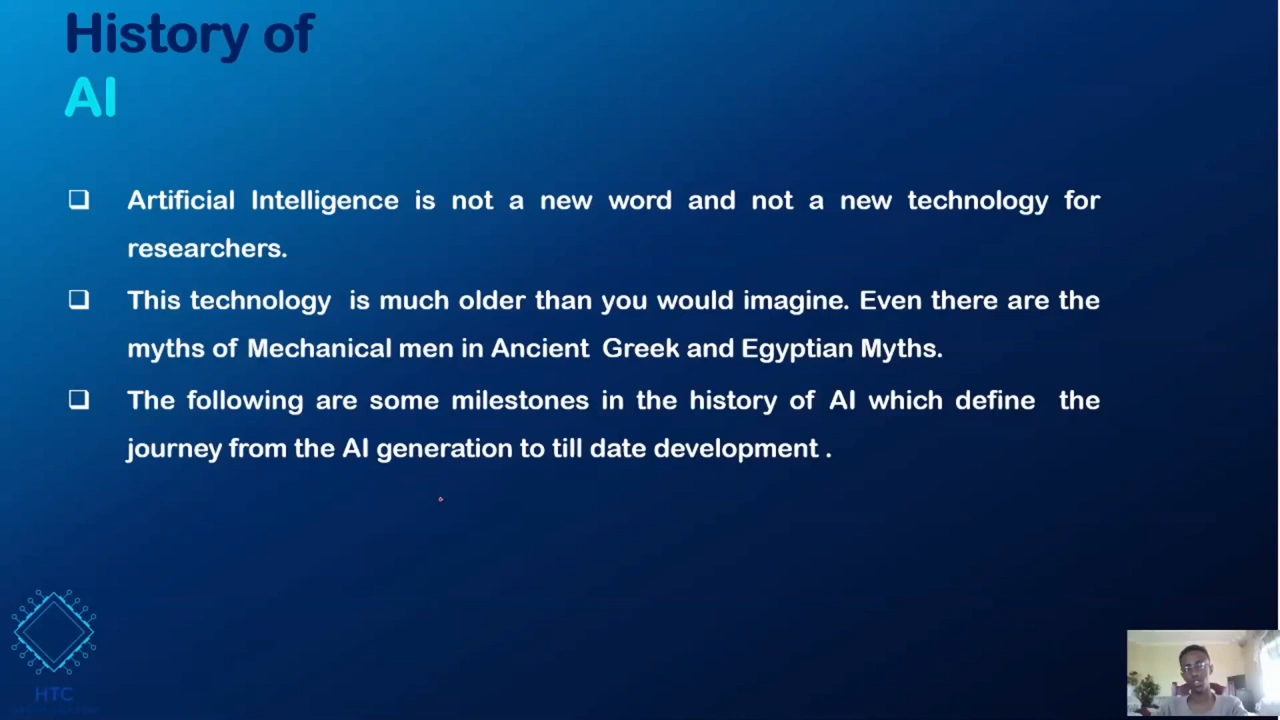 History of
AI
Artificial Intelligence is not a new word and not a new technology for
researchers.
This technology is much older than you would imagine. Even there are the
myths of Mechanical men in Ancient Greek and Egyptian Myths.
The following are some milestones in the history of AI which define the
journey from the AI generation to till date development .
HTC